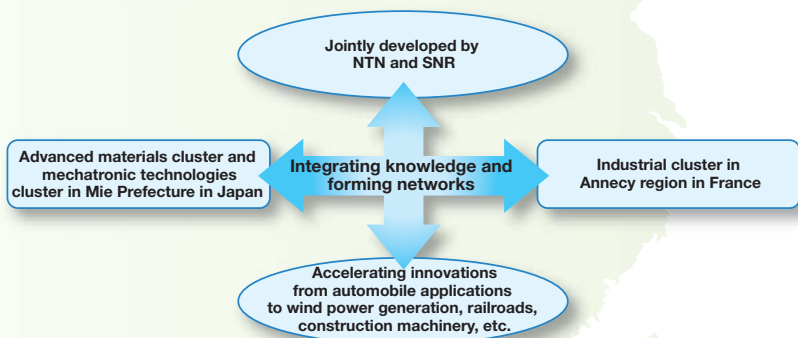 Jointly developed by
NTN and SNR
Advanced materials cluster and
mechatronic technologies
cluster in Mie Prefecture in Japan
Integrating knowledge and
forming networks
Industrial cluster in
Annecy region in France
Accelerating innovations
from automobile applications
to wind power generation, railroads,
construction machinery, etc.